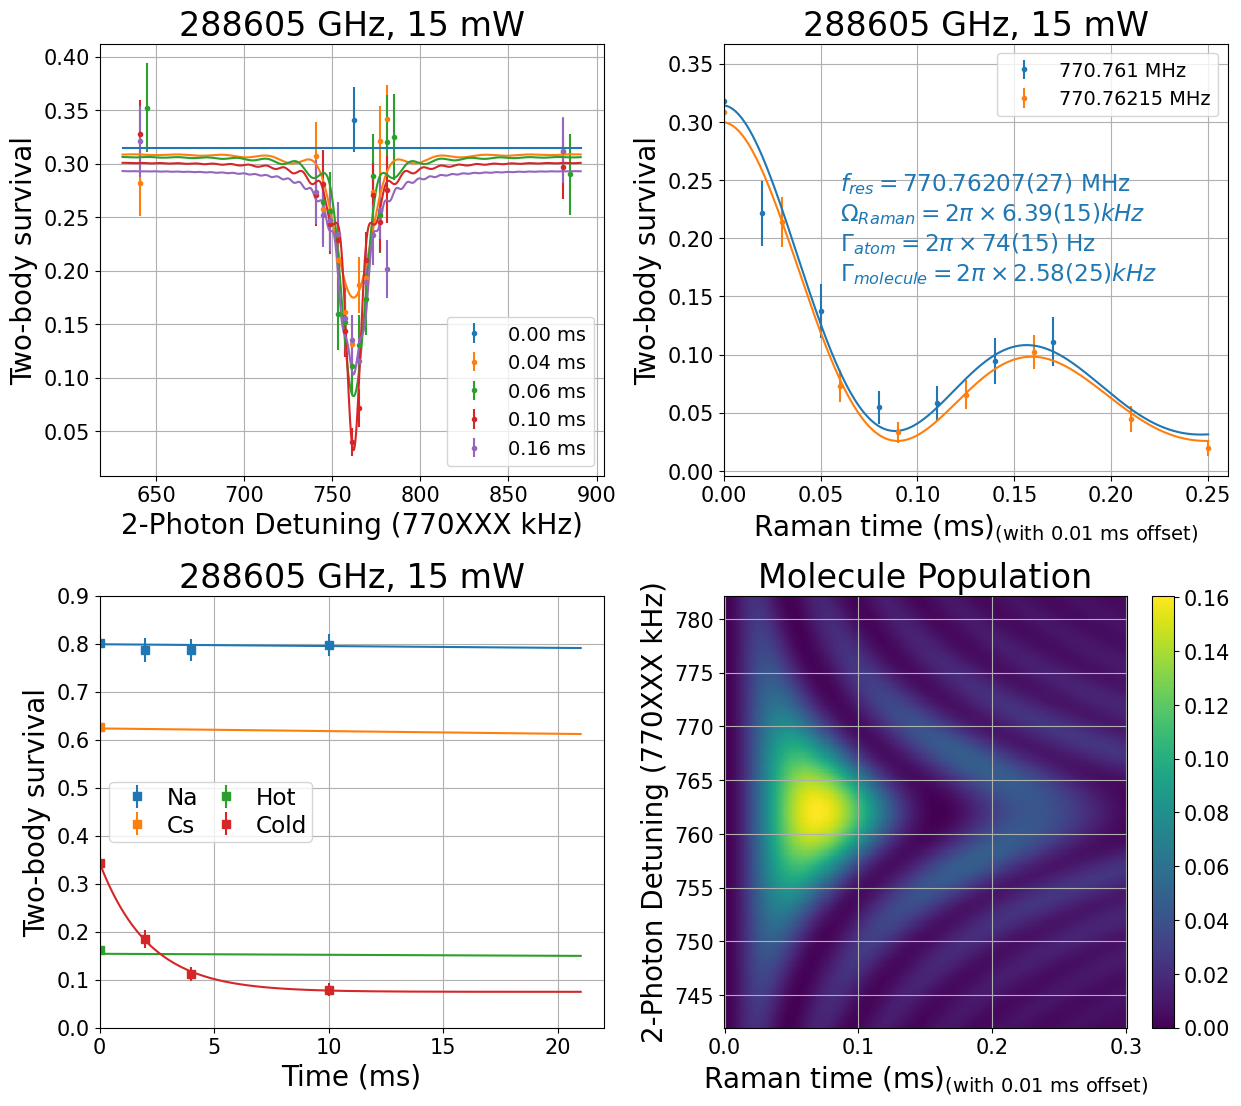 288605 GHz, 15 mW
Two-body survival
0.40
0.35
0.30
0.25
0.20
0.15
0.10
0.05
0.00 ms
0.04 ms
0.06 ms
0.10 ms
0.16 ms
650 700 750 800 850 900
2-Photon Detuning (770XXX kHz)
288605 GHz, 15 mW
Two-body survival
0.35
0.30
0.25
0.20
0.15
0.10
0.05
0.00
770.761 MHz
770.76215 MHz
f_res = 770.76207(27) MHz
Ω_Raman = 2π × 6.39(15)kHz
Γ_atom = 2π × 74(15) Hz
Γ_molecule = 2π × 2.58(25)kHz
0.00 0.05 0.10 0.15 0.20 0.25
Raman time (ms)(with 0.01 ms offset)
288605 GHz, 15 mW
Two-body survival
0.9
0.8
0.7
0.6
0.5
0.4
0.3
0.2
0.1
0.0
Na Hot
Cs Cold
0 5 10 15 20
Time (ms)
Molecule Population
2-Photon Detuning (770XXX kHz)
780
775
770
765
760
755
750
745
0.0 0.1 0.2 0.3
Raman time (ms)(with 0.01 ms offset)
0.16
0.14
0.12
0.10
0.08
0.06
0.04
0.02
0.00